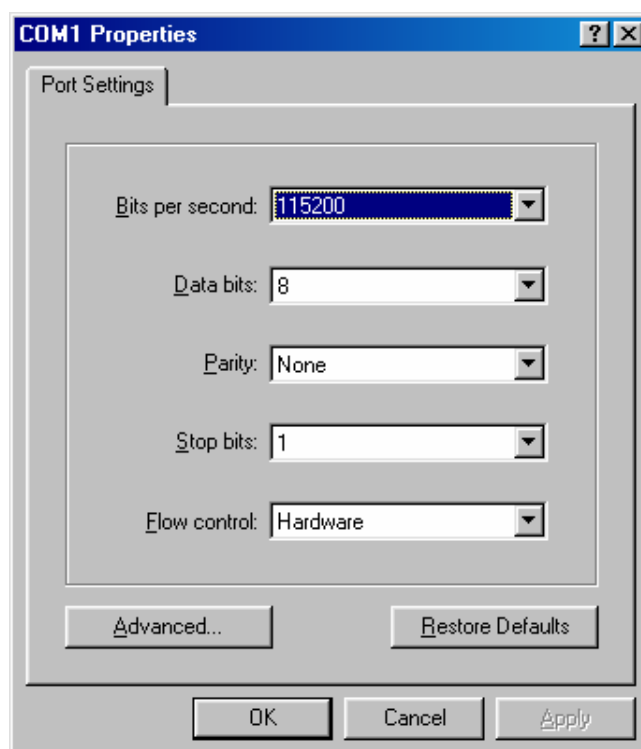 COM1 Properties
Port Settings
Bits per second: 115200
Data bits: 8
Parity: None
Stop bits: 1
Flow control: Hardware
Advanced... Restore Defaults
OK Cancel Apply